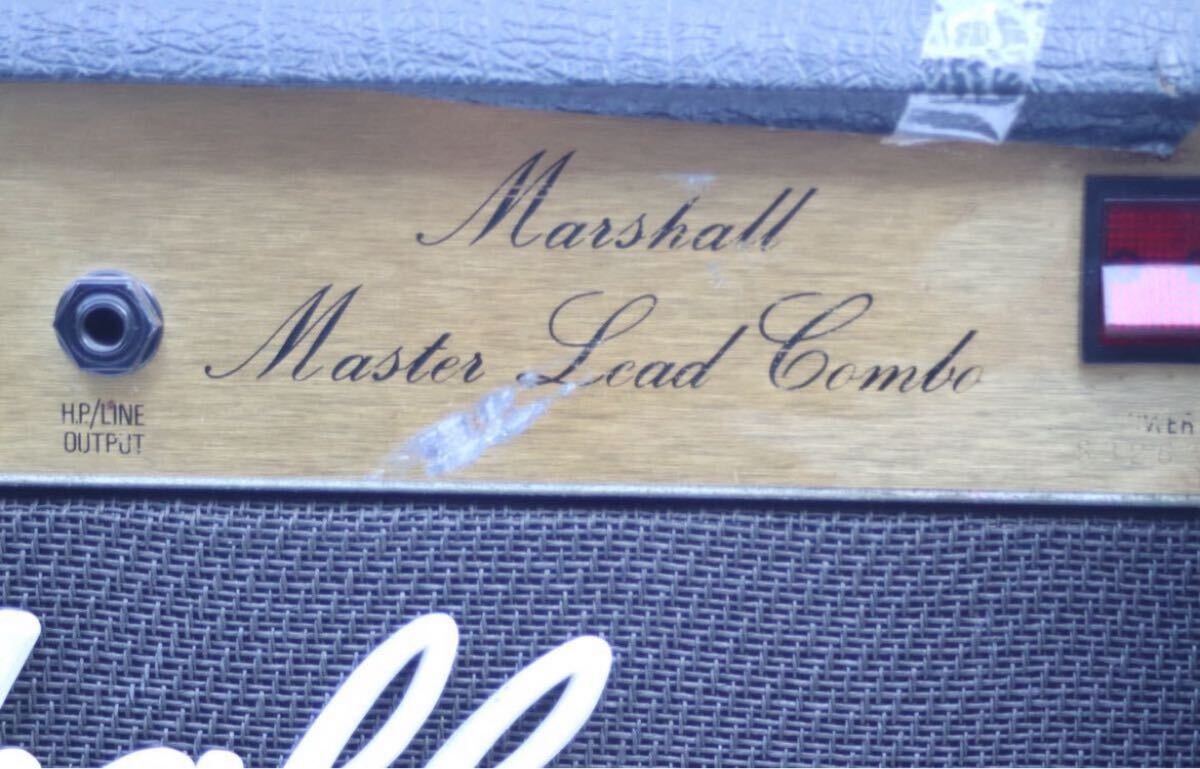 Marshall
Master Lead Combo
H.P./LINE
OUTPUT